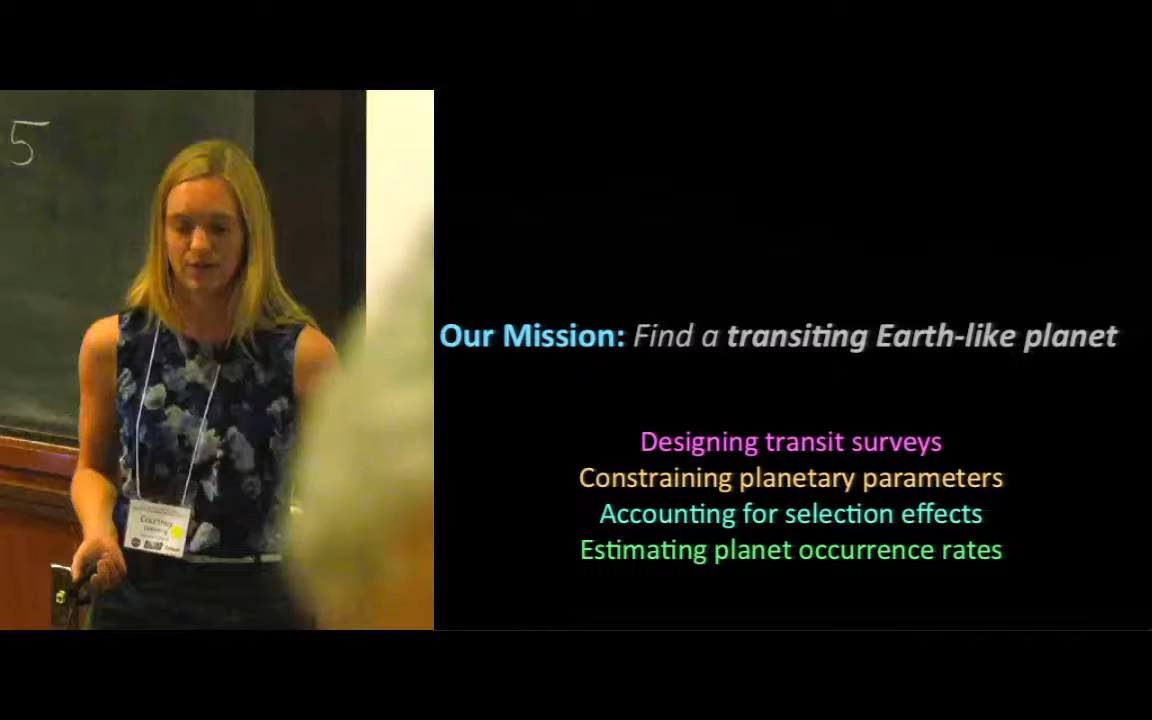 5
Our Mission: Find a transiting Earth-like planet
Designing transit surveys
Constraining planetary parameters
Accounting for selection effects
Estimating planet occurrence rates
Courtney